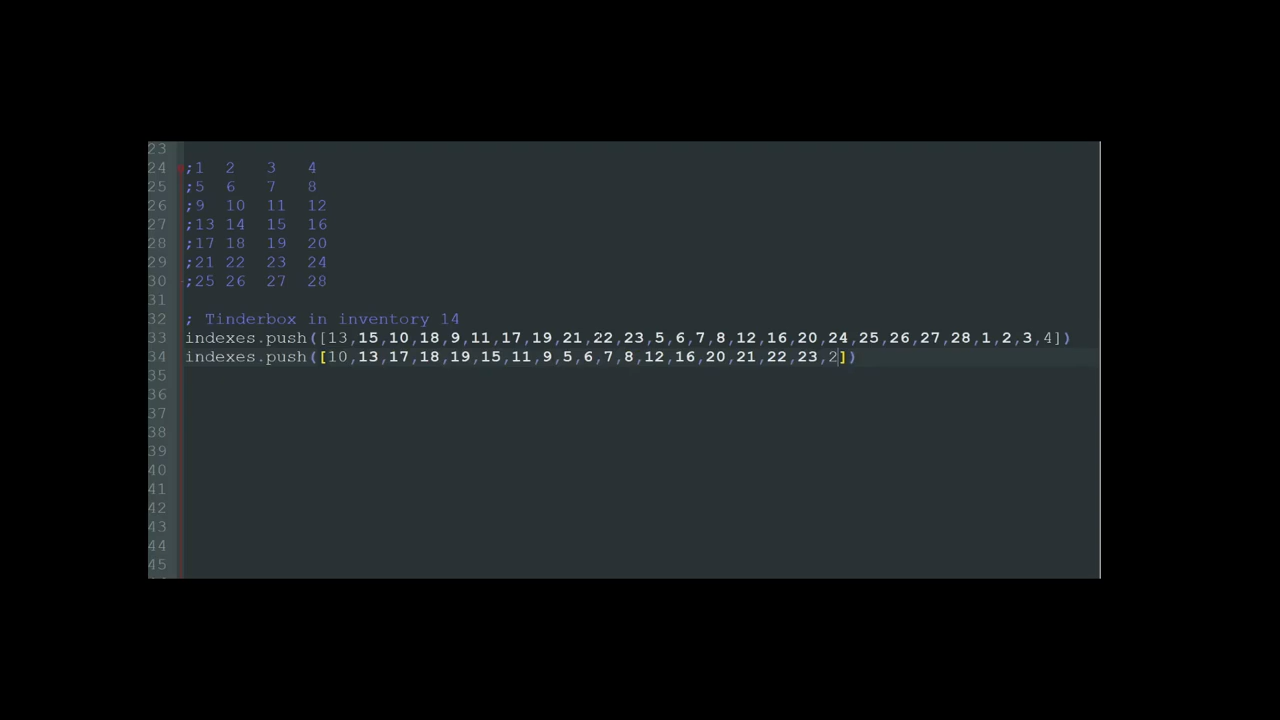 23
24 ;1 2 3 4
25 ;5 6 7 8
26 ;9 10 11 12
27 ;13 14 15 16
28 ;17 18 19 20
29 ;21 22 23 24
30 ;25 26 27 28
31
32 ; Tinderbox in inventory 14
33 indexes.push([13,15,10,18,9,11,17,19,21,22,23,5,6,7,8,12,16,20,24,25,26,27,28,1,2,3,4])
34 indexes.push([10,13,17,18,19,15,11,9,5,6,7,8,12,16,20,21,22,23,2])
35
36
37
38
39
40
41
42
43
44
45